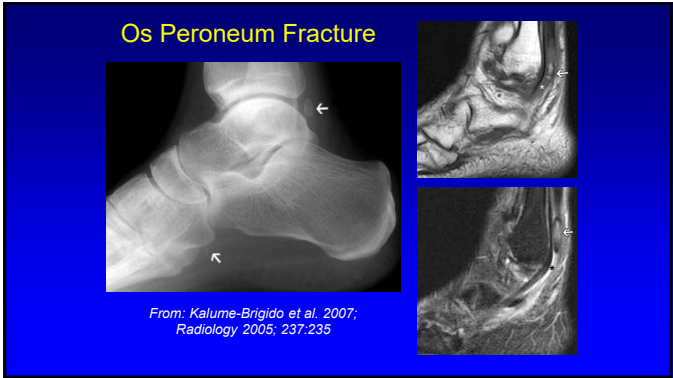 Os Peroneum Fracture
From: Kalume-Brigido et al. 2007;
Radiology 2005; 237:235